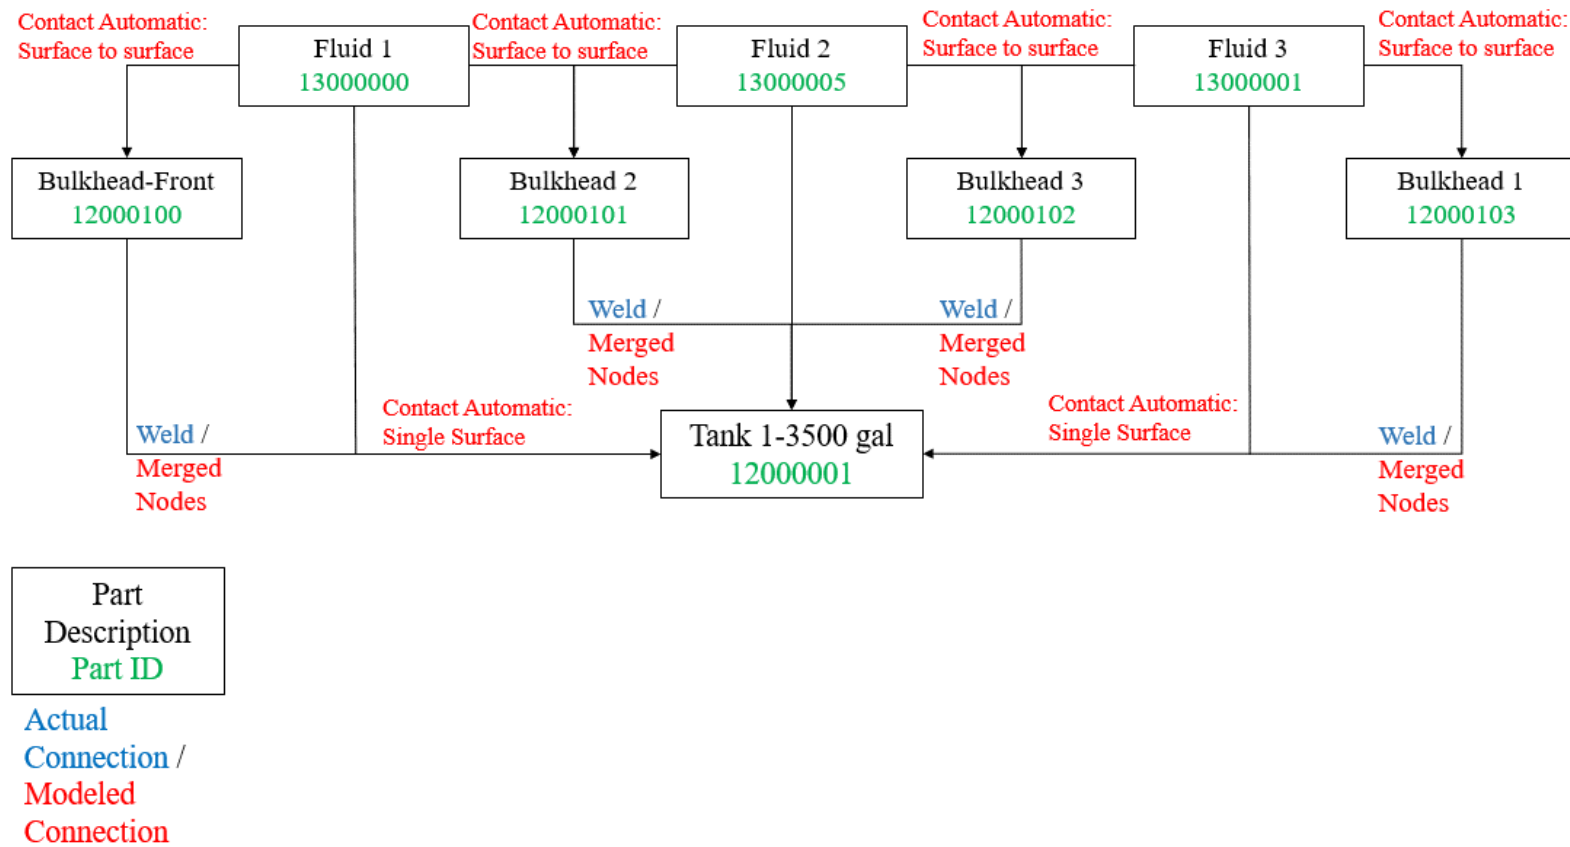 Contact Automatic:
Surface to surface
Fluid 1
13000000
Contact Automatic:
Surface to surface
Fluid 2
13000005
Contact Automatic:
Surface to surface
Fluid 3
13000001
Contact Automatic:
Surface to surface
Bulkhead-Front
12000100
Bulkhead 2
12000101
Bulkhead 3
12000102
Bulkhead 1
12000103
Weld /
Merged
Nodes
Weld /
Merged
Nodes
Contact Automatic:
Single Surface
Contact Automatic:
Single Surface
Weld /
Merged
Nodes
Tank 1-3500 gal
12000001
Weld /
Merged
Nodes
Part
Description
Part ID
Actual
Connection /
Modeled
Connection